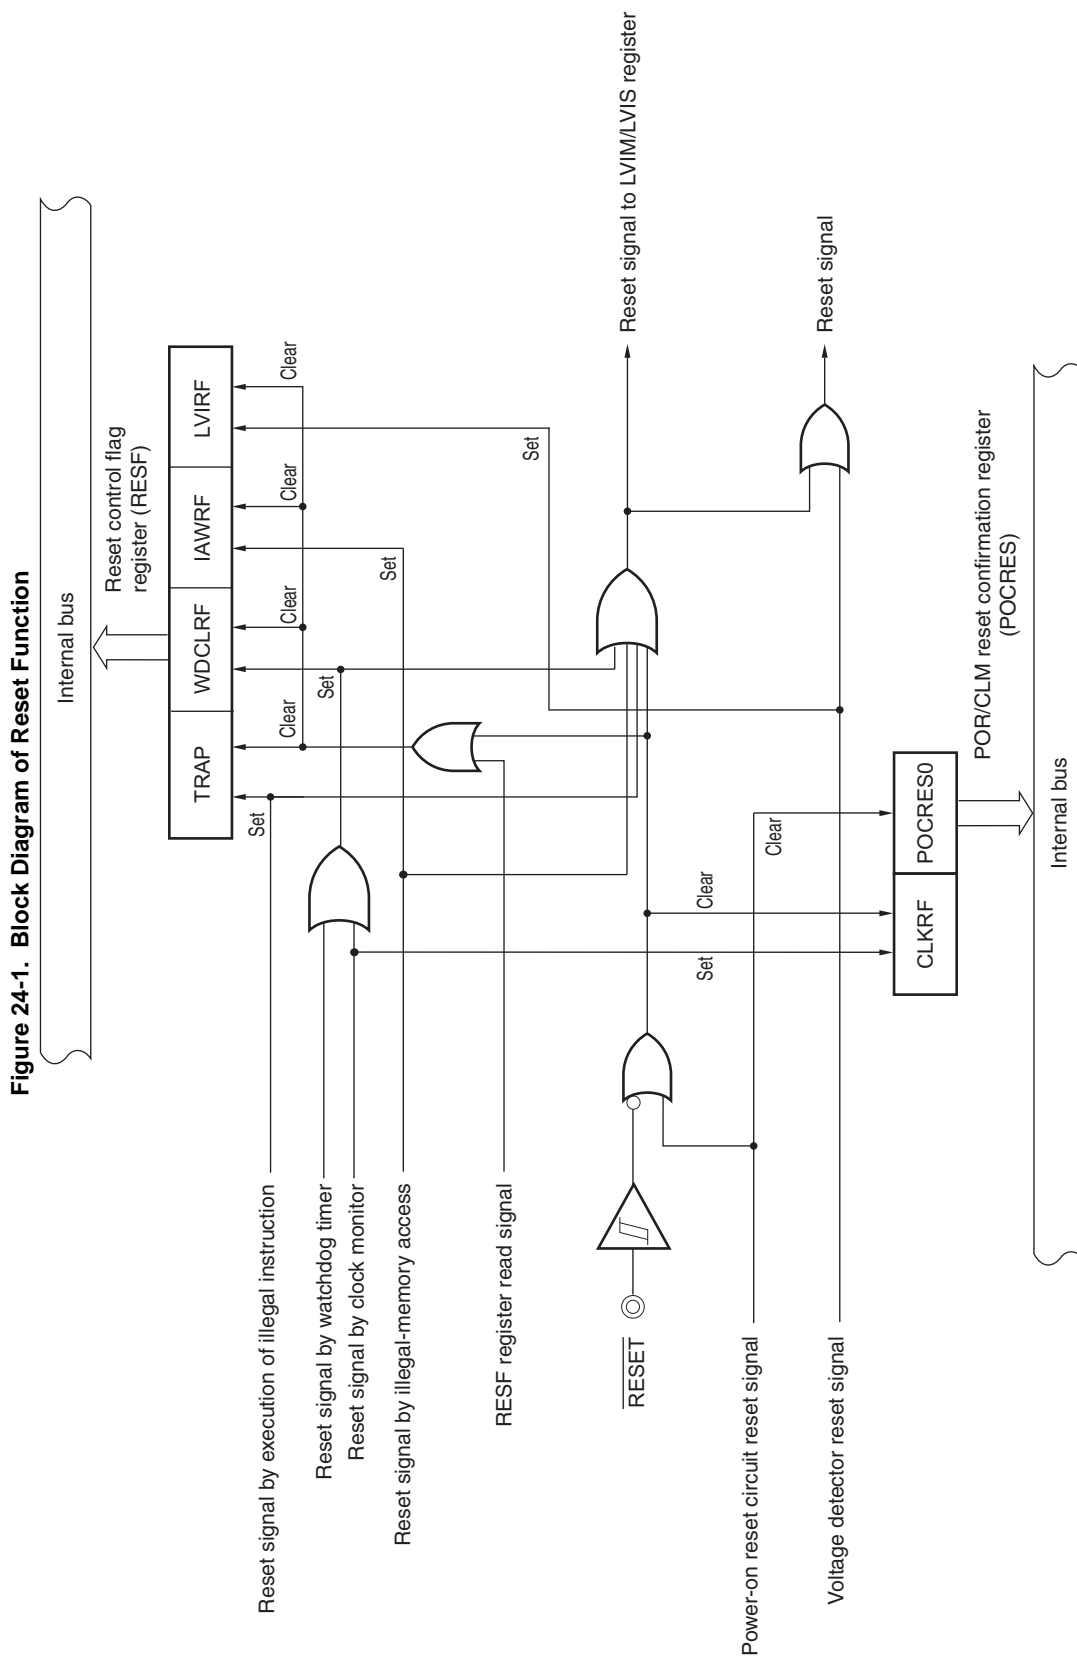 Figure 24-1. Block Diagram of Reset Function
Internal bus
Reset control flag
register (RESF)
TRAP
WDCLRF
IAWRF
LVIRF
Set
Clear
Set
Clear
Set
Clear
Set
Clear
Reset signal by execution of illegal instruction
Reset signal by watchdog timer
Reset signal by clock monitor
Reset signal by illegal-memory access
RESF register read signal
RESET
Reset signal to LVIM/LVIS register
Power-on reset circuit reset signal
Set
Clear
Clear
Voltage detector reset signal
Reset signal
CLKRF
POCRES0
POR/CLM reset confirmation register
(POCRES)
Internal bus